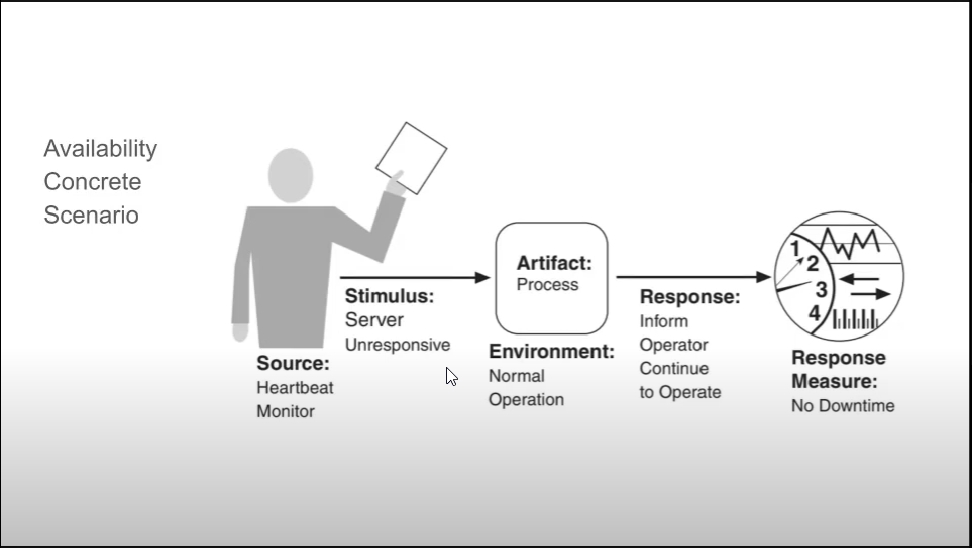 Availability
Concrete
Scenario
Source:
Heartbeat
Monitor
Stimulus:
Server
Unresponsive
Artifact:
Process
Environment:
Normal
Operation
Response:
Inform
Operator
Continue
to Operate
1
2
3
4
Response
Measure:
No Downtime